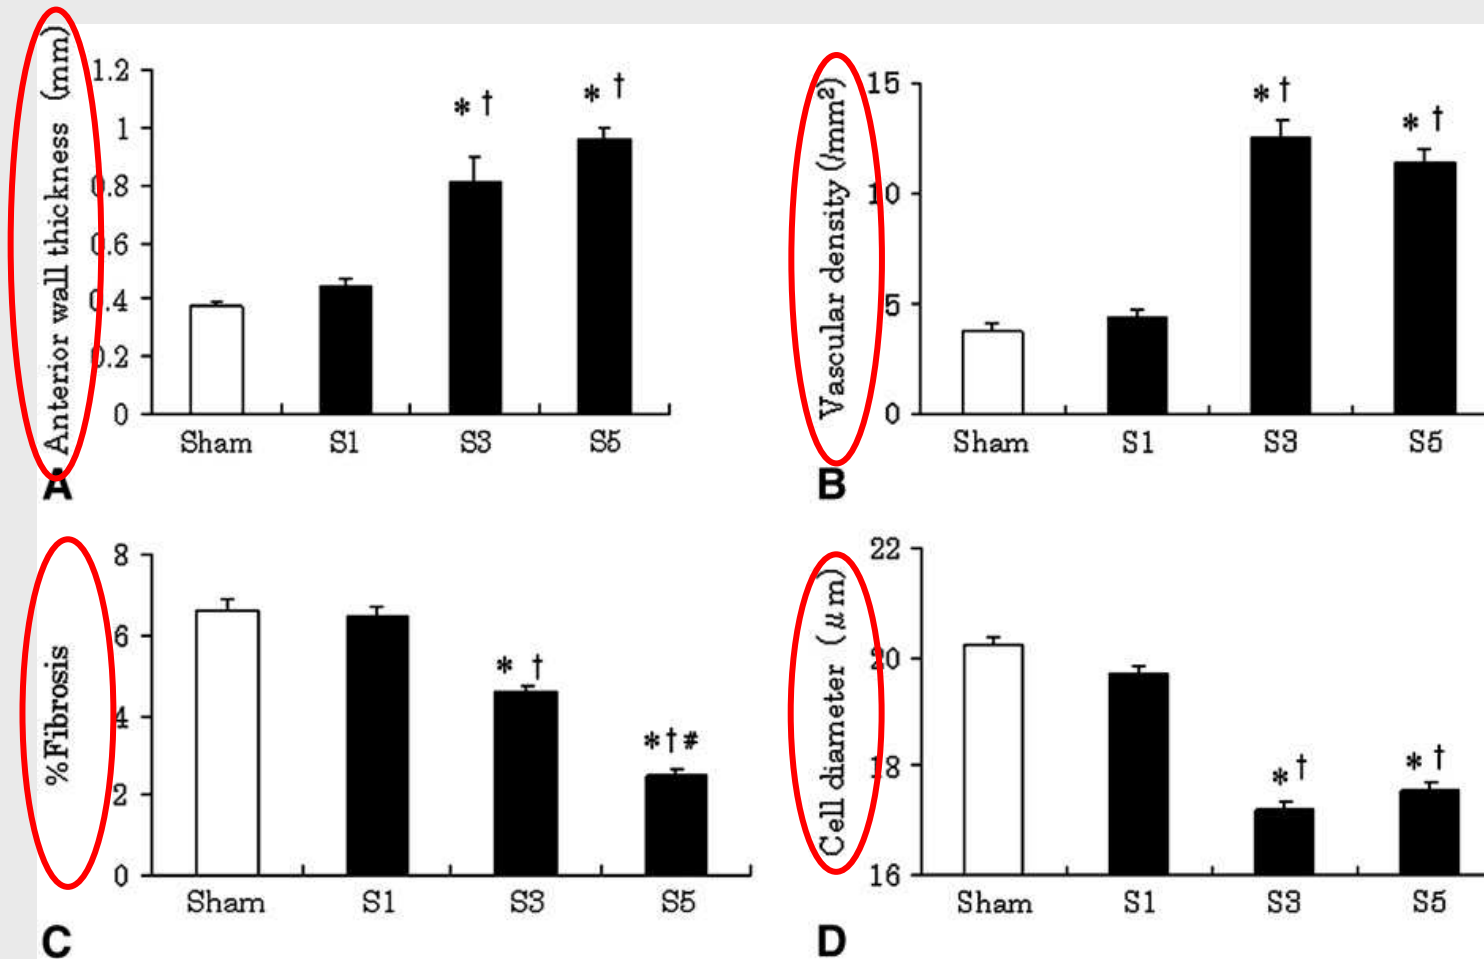 Anterior wall thickness (mm)
1.2
1
0.8
0.6
0.4
0.2
0
* †
* †
Sham S1 S3 S5
A
Vascular density (/mm²)
15
10
5
0
* †
* †
Sham S1 S3 S5
B
%Fibrosis
8
6
4
2
0
* †
*†#
Sham S1 S3 S5
C
Cell diameter (μm)
22
20
18
16
* †
* †
Sham S1 S3 S5
D